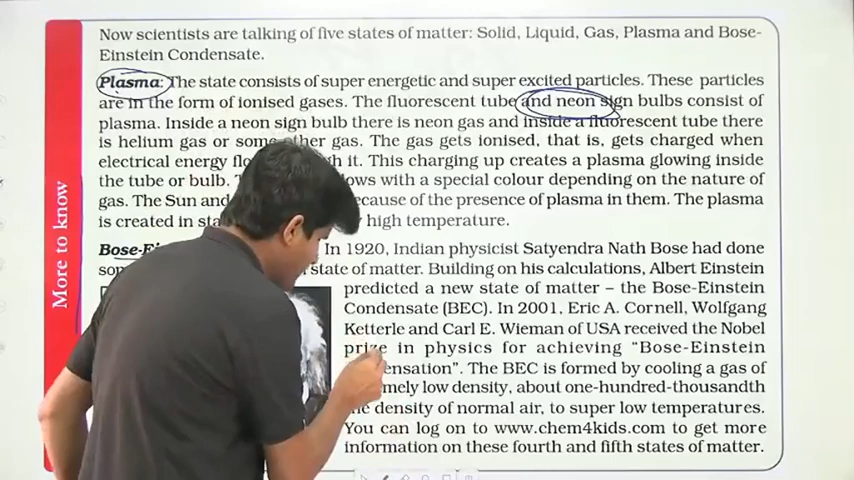 Now scientists are talking of five states of matter: Solid, Liquid, Gas, Plasma and Bose-
Einstein Condensate.
Plasma: The state consists of super energetic and super excited particles. These particles
are in the form of ionised gases. The fluorescent tube and neon sign bulbs consist of
plasma. Inside a neon sign bulb there is neon gas and inside a fluorescent tube there
is helium gas or some other gas. The gas gets ionised, that is, gets charged when
electrical energy it. This charging up creates a plasma glowing inside
the tube or bulb. with a special colour depending on the nature of
gas. The Sun and because of the presence of plasma in them. The plasma
is created in high temperature.
In 1920, Indian physicist Satyendra Nath Bose had done
state of matter. Building on his calculations, Albert Einstein
predicted a new state of matter – the Bose-Einstein
Condensate (BEC). In 2001, Eric A. Cornell, Wolfgang
Ketterle and Carl E. Wieman of USA received the Nobel
prize in physics for achieving “Bose-Einstein
The BEC is formed by cooling a gas of
low density, about one-hundred-thousandth
density of normal air, to super low temperatures.
You can log on to www.chem4kids.com to get more
information on these fourth and fifth states of matter.
More to know